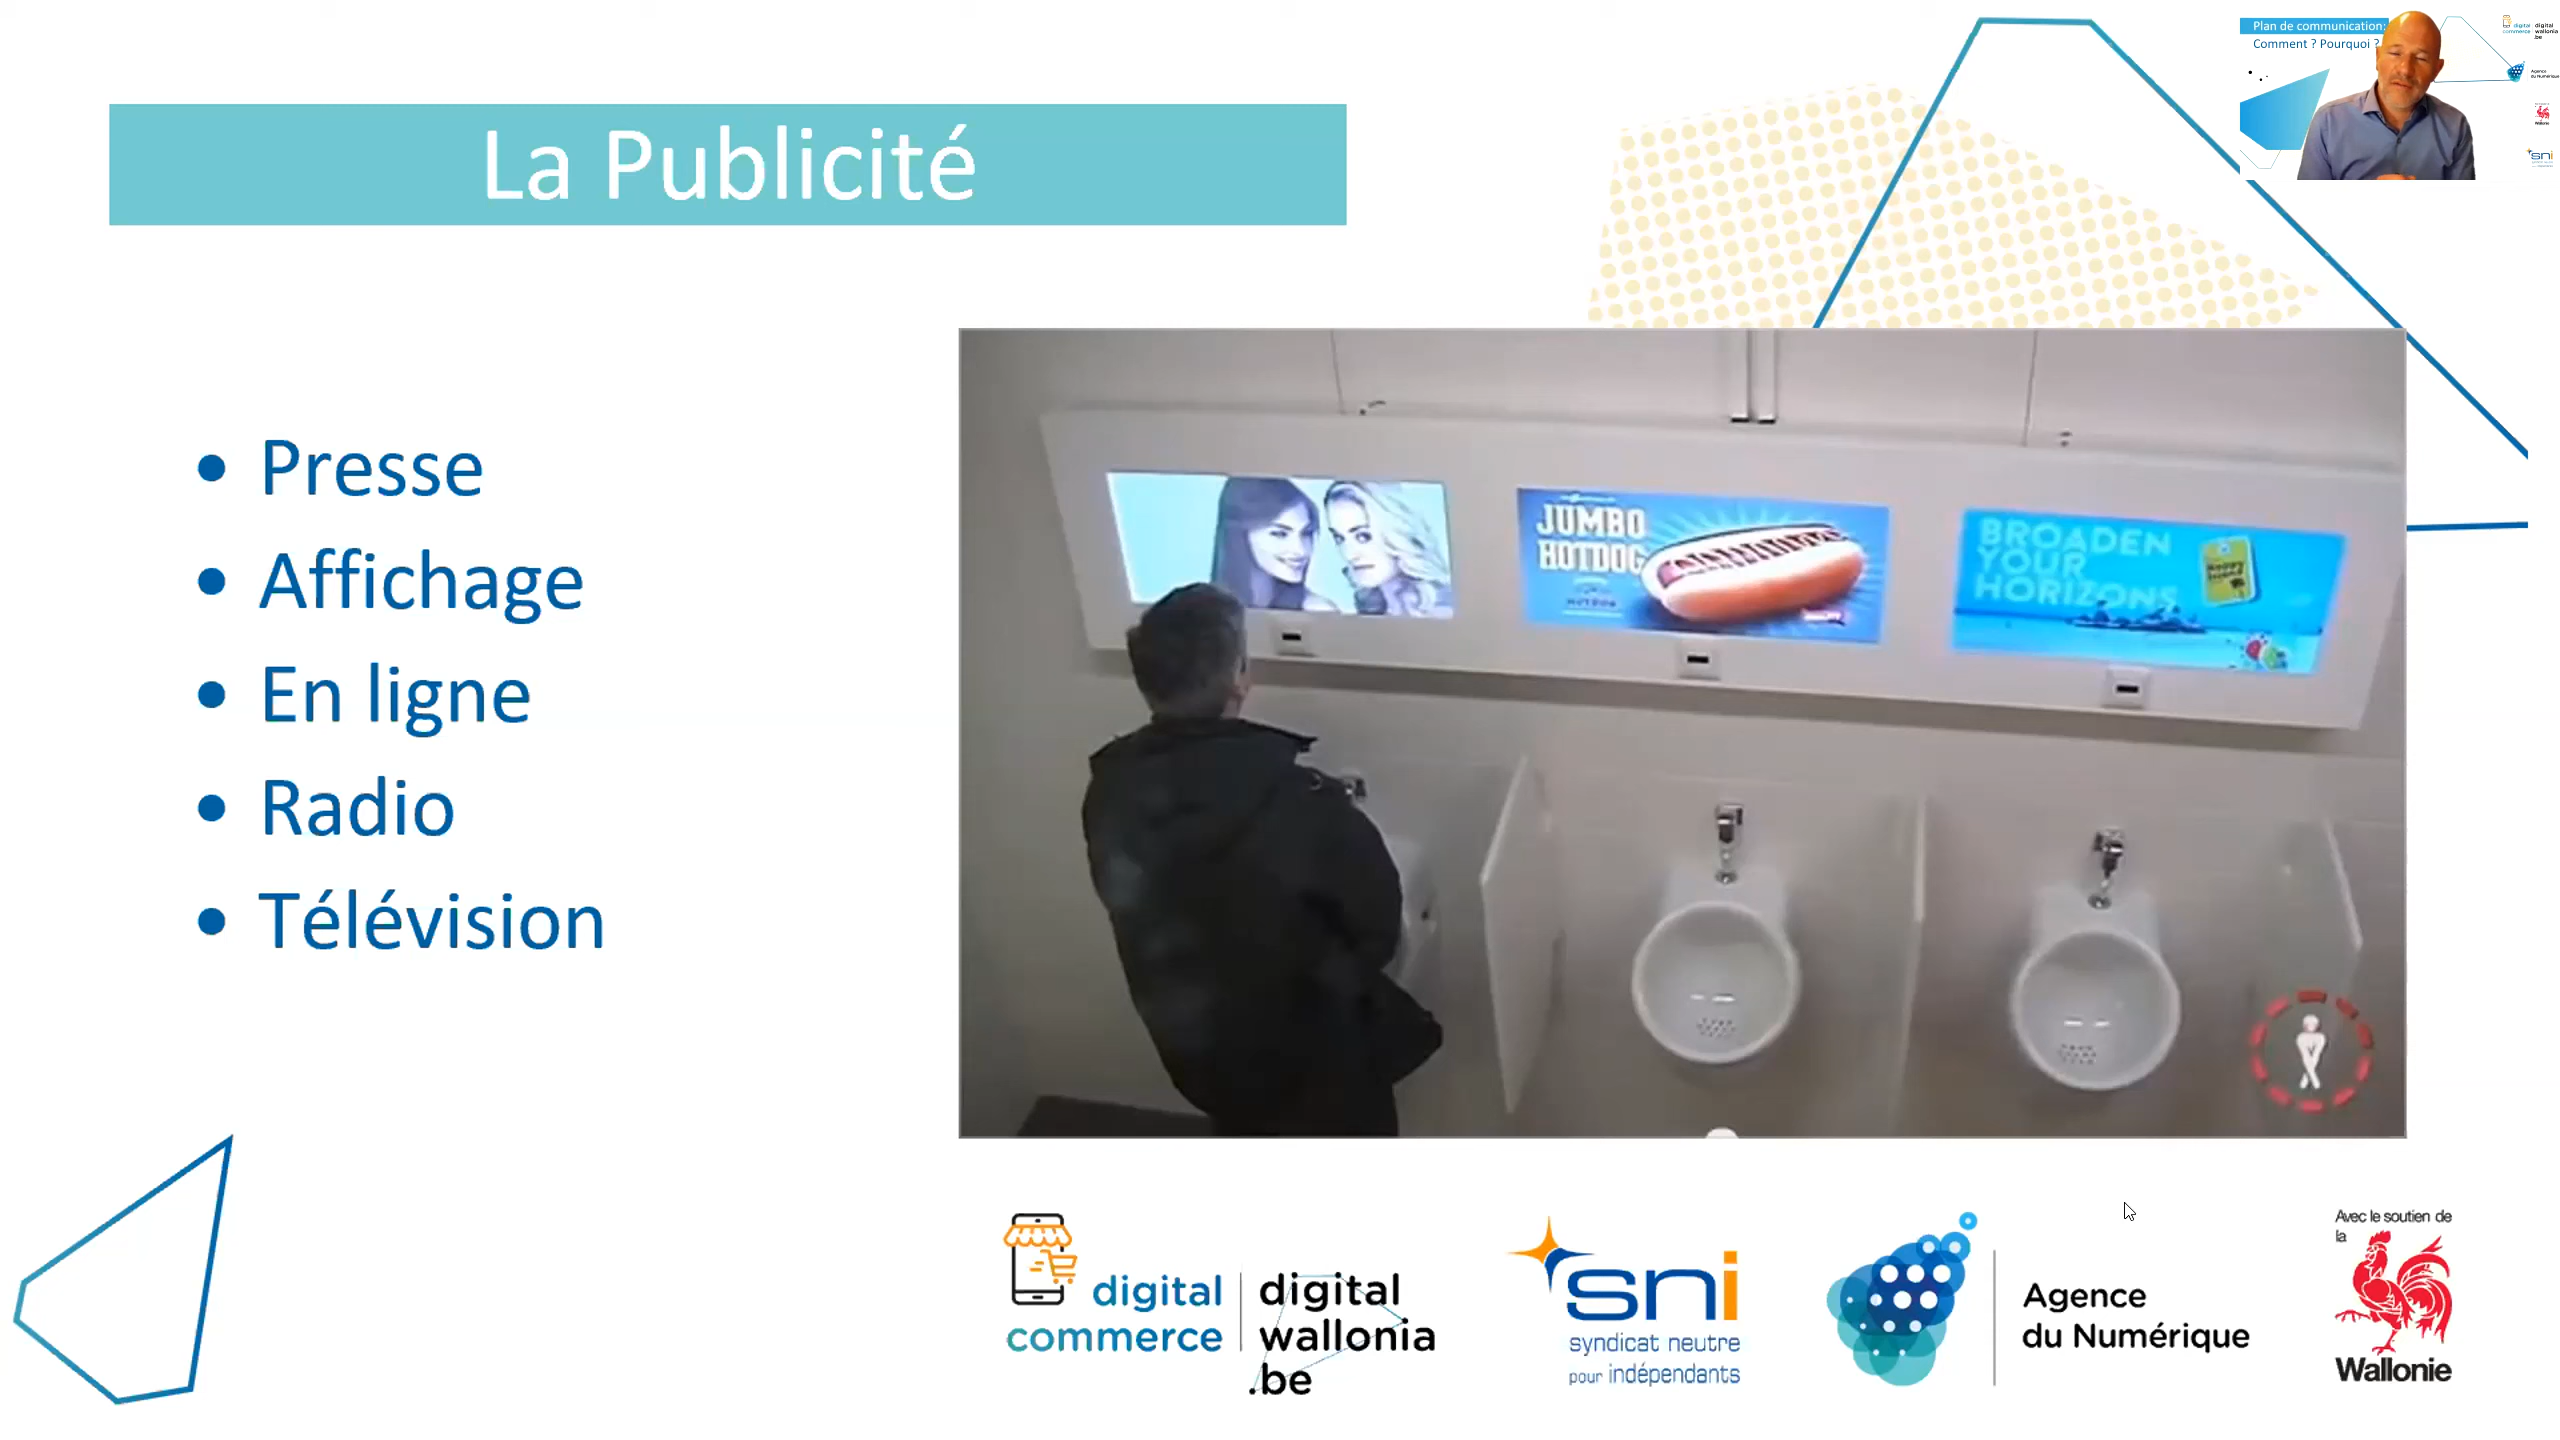 La Publicité
Plan de communication:
Comment ? Pourquoi ?
• Presse
• Affichage
• En ligne
• Radio
• Télévision
JUMBO
HOTDOG
BROADEN
YOUR
HORIZONS
digital
commerce
digital
wallonia
.be
sni
syndicat neutre
pour indépendants
Agence
du Numérique
Avec le soutien de
la
Wallonie